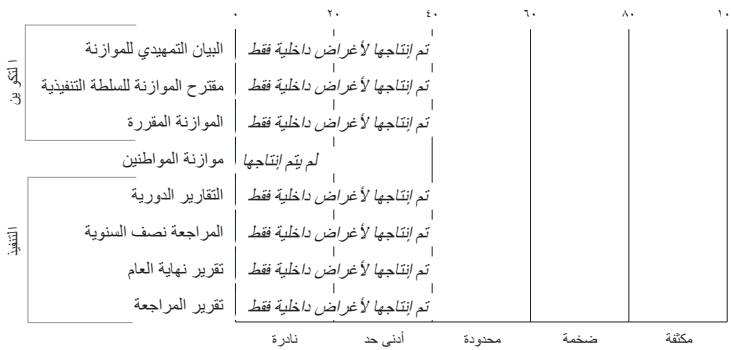 ٠ ٢٠ ٤٠ ٦٠ ٨٠ ١٠
التكوين
البيان التمهيدي للموازنة تم إنتاجها لأغراض داخلية فقط
مقترح الموازنة للسلطة التنفيذية تم إنتاجها لأغراض داخلية فقط
الموازنة المقررة تم إنتاجها لأغراض داخلية فقط
موازنة المواطنين لم يتم إنتاجها
التنفيذ
التقارير الدورية تم إنتاجها لأغراض داخلية فقط
المراجعة نصف السنوية تم إنتاجها لأغراض داخلية فقط
تقرير نهاية العام تم إنتاجها لأغراض داخلية فقط
تقرير المراجعة تم إنتاجها لأغراض داخلية فقط
نادرة أدنى حد محدودة ضخمة مكثفة